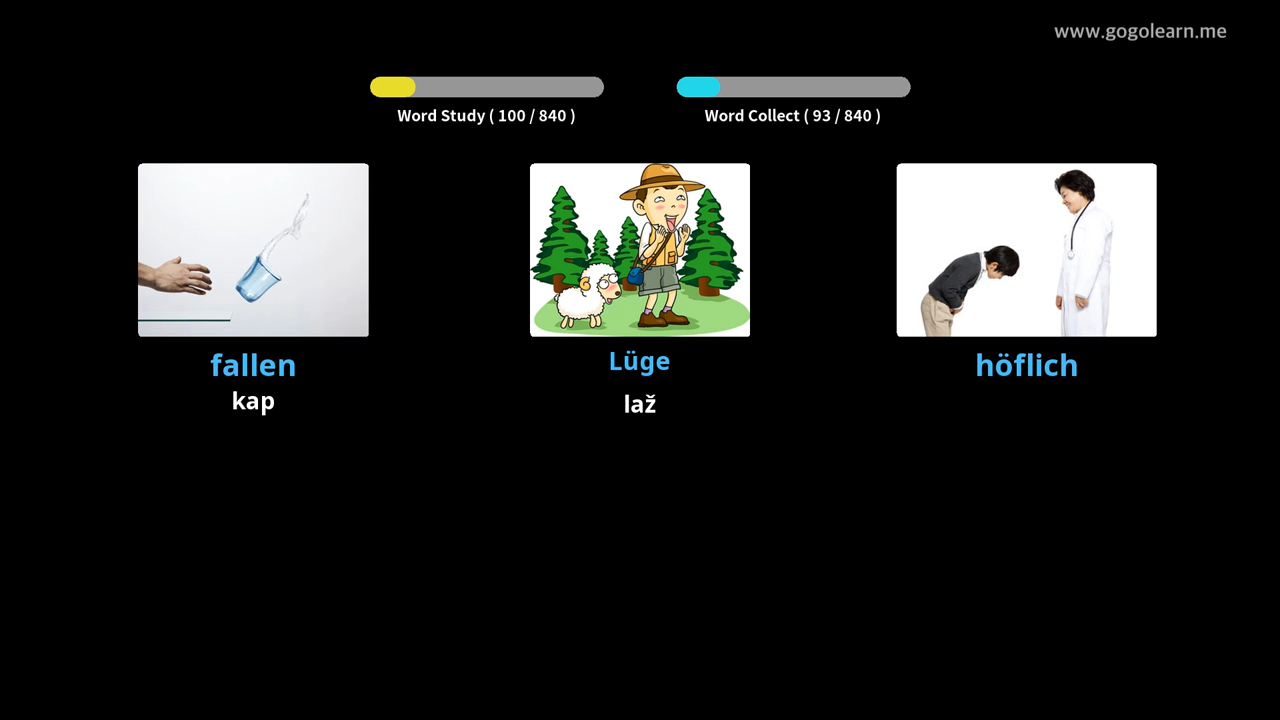 www.gogolearn.me
Word Study ( 100 / 840 )
Word Collect ( 93 / 840 )
fallen
kap
Lüge
laž
höflich